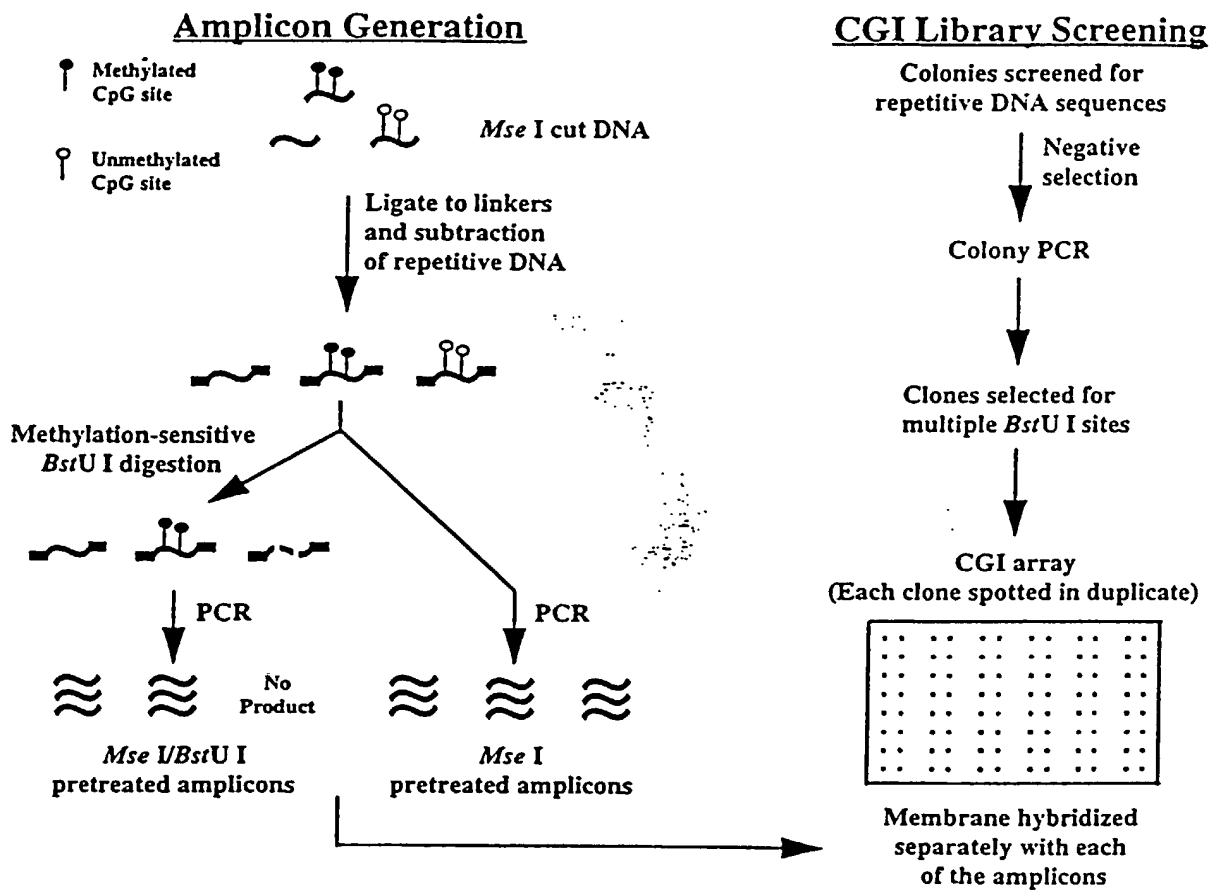 Amplicon Generation
Methylated
CpG site
Unmethylated
CpG site
Mse I cut DNA
Ligate to linkers
and subtraction
of repetitive DNA
Methylation-sensitive
BstU I digestion
PCR
PCR
No
Product
Mse I/BstU I
pretreated amplicons
Mse I
pretreated amplicons
CGI Library Screening
Colonies screened for
repetitive DNA sequences
Negative
selection
Colony PCR
Clones selected for
multiple BstU I sites
CGI array
(Each clone spotted in duplicate)
Membrane hybridized
separately with each
of the amplicons